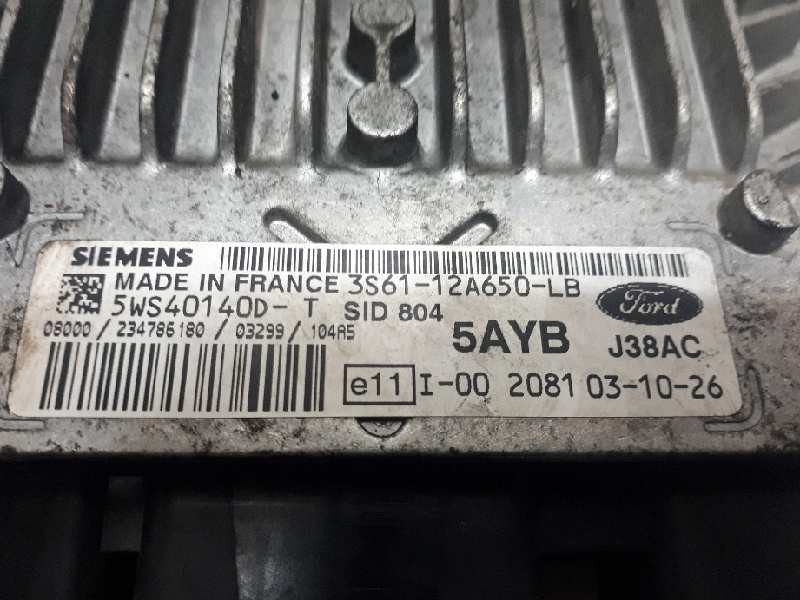 SIEMENS
MADE IN FRANCE 3S61-12A650-LB
5WS40140D- T SID 804
Ford
08000 / 234786180 / 03299 / 104A5
5AYB J38AC
e11 I-00 2081 03-10-26